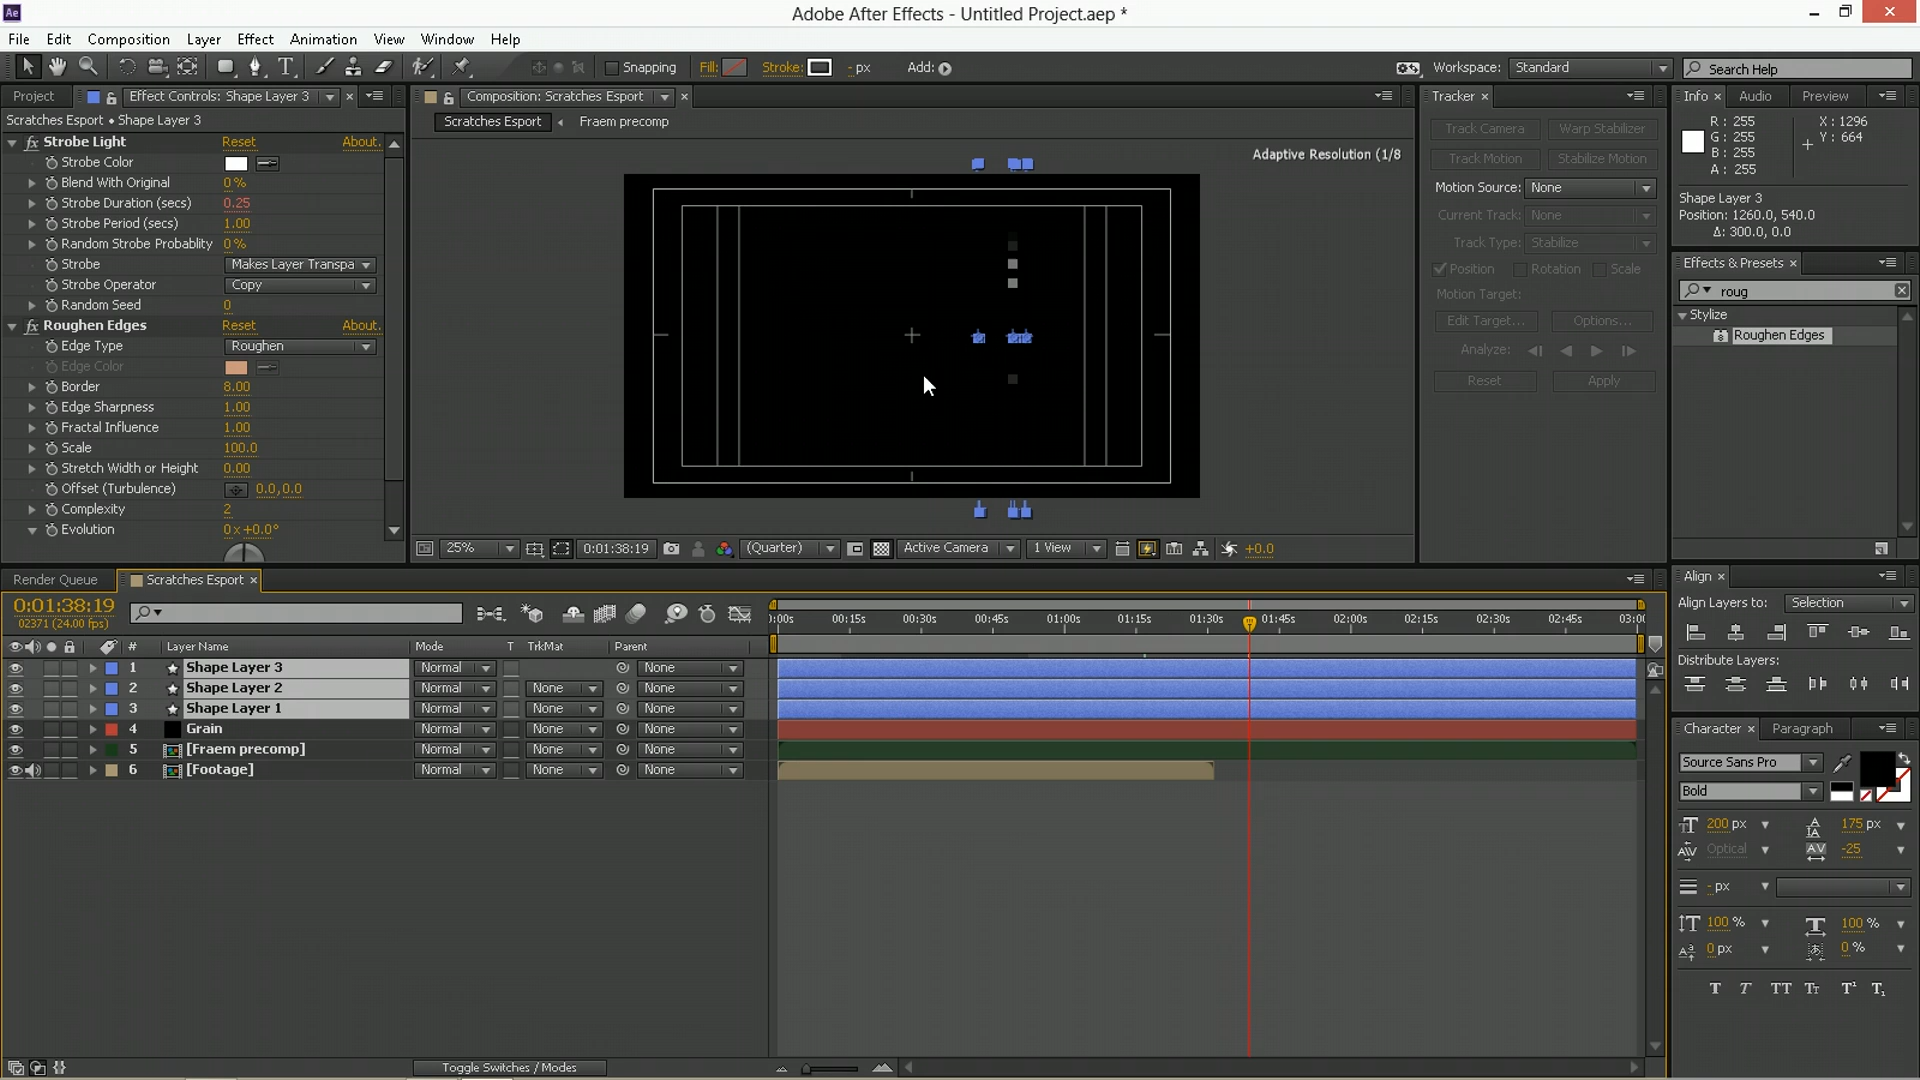 Ae
Adobe After Effects - Untitled Project.aep *
File Edit Composition Layer Effect Animation View Window Help
T Snapping Fill: Stroke: - px Add: Workspace: Standard Search Help
Project Effect Controls: Shape Layer 3
Scratches Esport • Shape Layer 3
fx Strobe Light Reset About.
Strobe Color
Blend With Original 0 %
Strobe Duration (secs) 0.25
Strobe Period (secs) 1.00
Random Strobe Probablity 0 %
Strobe Makes Layer Transpa
Strobe Operator Copy
Random Seed 0
fx Roughen Edges Reset About.
Edge Type Roughen
Edge Color
Border 8.00
Edge Sharpness 1.00
Fractal Influence 1.00
Scale 100.0
Stretch Width or Height 0.00
Offset (Turbulence) 0.0,0.0
Complexity 2
Evolution 0x+0.0°
Composition: Scratches Esport
Scratches Esport Fraem precomp
Adaptive Resolution (1/8
25% 0:01:38:19 (Quarter) Active Camera 1 View +0.0
Tracker
Track Camera Warp Stabilizer
Track Motion Stabilize Motion
Motion Source: None
Current Track: None
Track Type: Stabilize
Position Rotation Scale
Motion Target:
Edit Target... Options...
Analyze:
Reset Apply
Info Audio Preview
R : 255
G : 255
B : 255
A : 255
X : 1296
Y : 664
Shape Layer 3
Position: 1260.0, 540.0
Δ: 300.0, 0.0
Effects & Presets
roug
Stylize
Roughen Edges
Align
Align Layers to: Selection
Distribute Layers:
Character Paragraph
Source Sans Pro
Bold
200 px 175 px
Optical -25
- px
100 % 100 %
0 px 0 %
T T TT Tt T¹ T₁
Render Queue Scratches Esport
0:01:38:19
02371 (24.00 fps)
:00s 00:15s 00:30s 00:45s 01:00s 01:15s 01:30s 01:45s 02:00s 02:15s 02:30s 02:45s 03:00
# Layer Name Mode T TrkMat Parent
1 Shape Layer 3 Normal None
2 Shape Layer 2 Normal None None
3 Shape Layer 1 Normal None None
4 Grain Normal None None
5 [Fraem precomp] Normal None None
6 [Footage] Normal None None
Toggle Switches / Modes